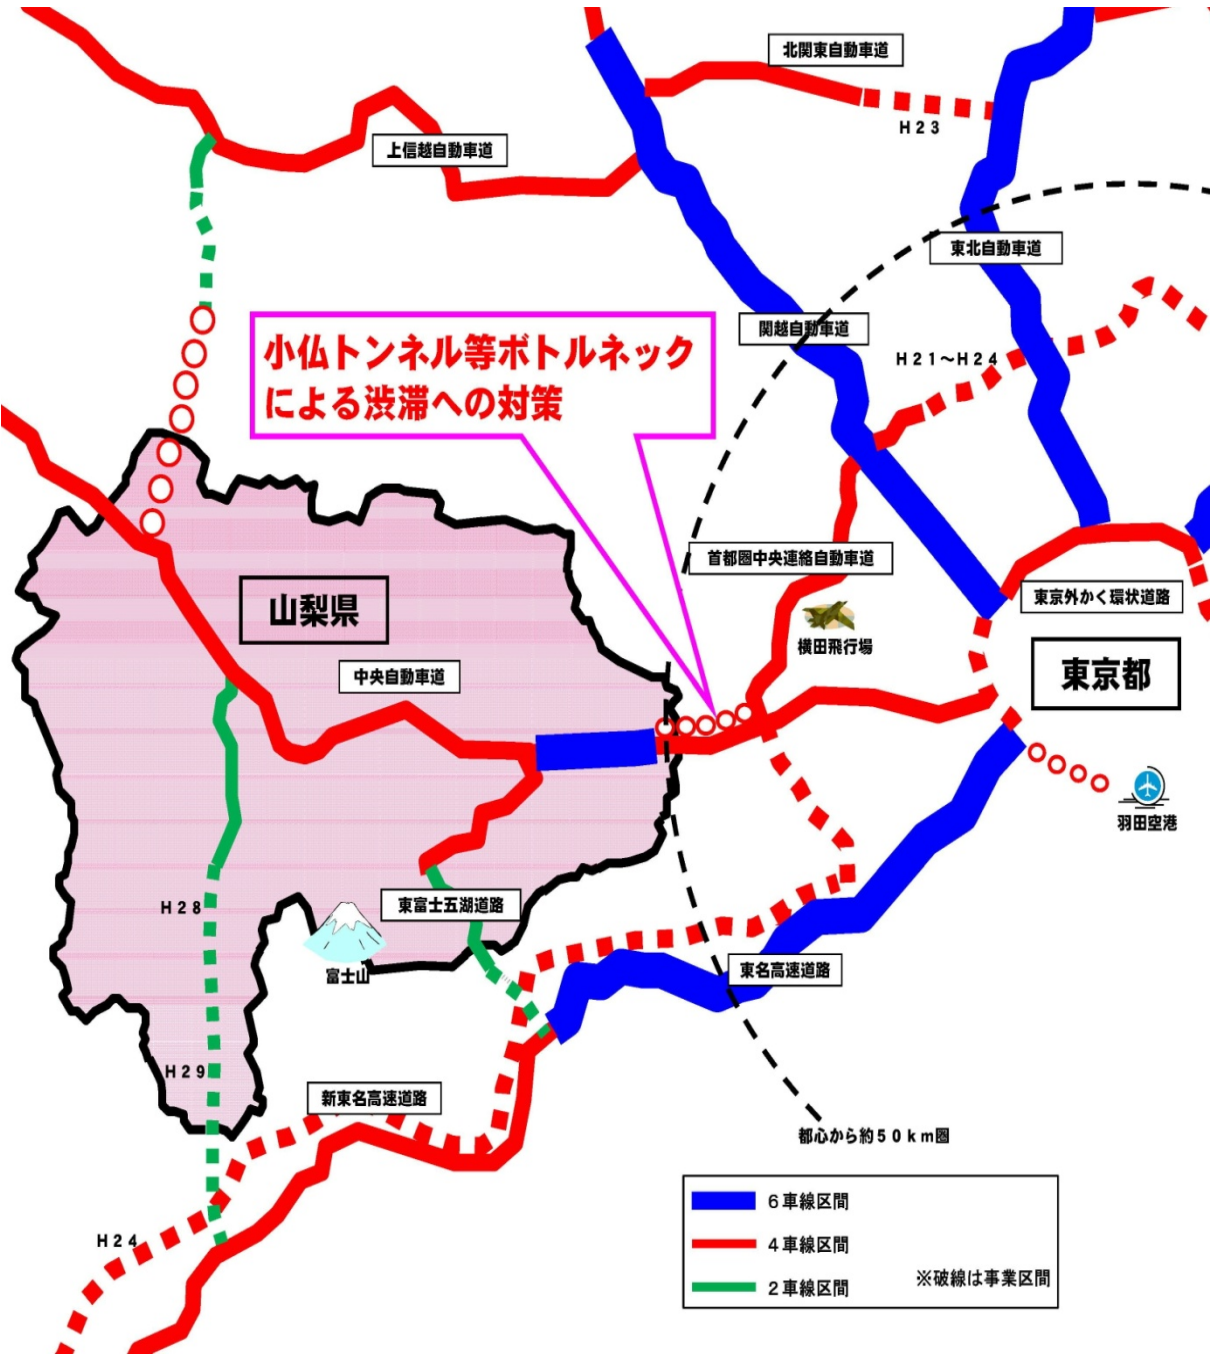 北関東自動車道
H23
上信越自動車道
東北自動車道
関越自動車道
小仏トンネル等ボトルネック
による渋滞への対策
H21～H24
首都圏中央連絡自動車道
東京外かく環状道路
山梨県
横田飛行場
東京都
中央自動車道
羽田空港
H28
東富士五湖道路
富士山
東名高速道路
H29
新東名高速道路
都心から約50km圏
H24
6車線区間
4車線区間
2車線区間
※破線は事業区間